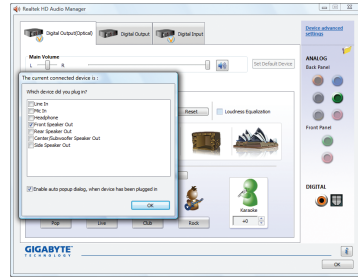 Realtek HD Audio Manager
Digital Output(Optical)
Digital Output
Digital Input
Device advanced
settings
Main Volume
L
R
Set Default Device
ANALOG
Back Panel
The current connected device is :
Which device did you plug in?
Line In
Mic In
Headphone
Front Speaker Out
Rear Speaker Out
Center/Subwoofer Speaker Out
Side Speaker Out
Enable auto popup dialog, when device has been plugged in
OK
Reset
Loudness Equalization
Front Panel
Karaoke
+0
Pop
Live
Club
Rock
DIGITAL
GIGABYTE
TECHNOLOGY
OK